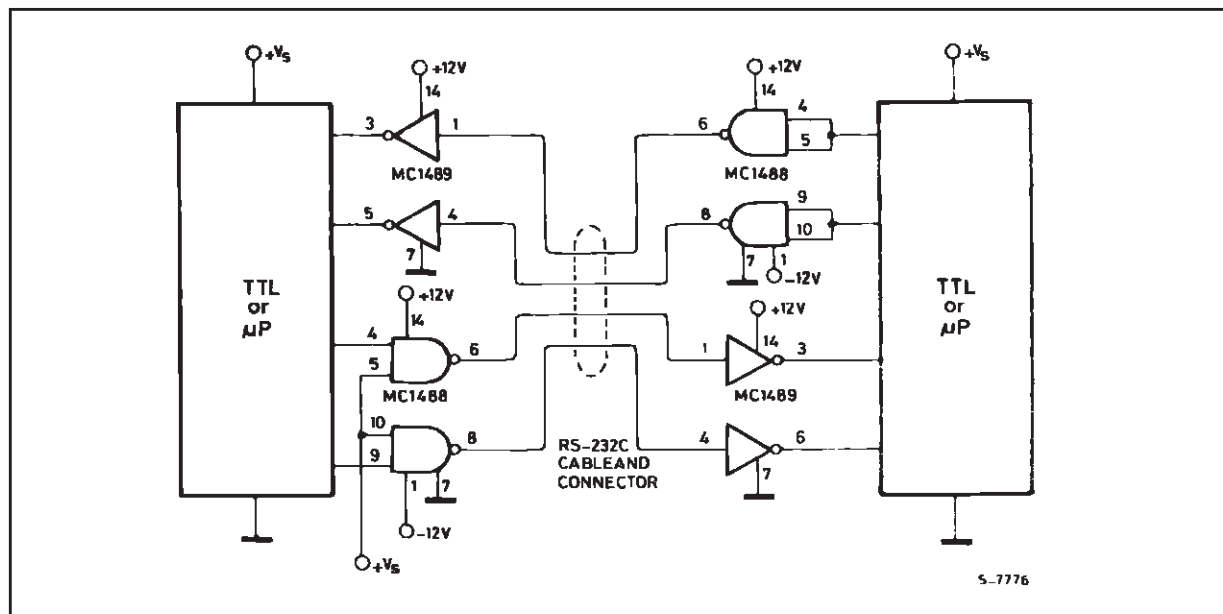 +Vs
+12V
14
3
1
MC1489
5
4
7
TTL
or
µP
+12V
14
4
5
6
MC1488
10
9
8
1
7
-12V
+Vs
RS-232C
CABLEAND
CONNECTOR
+12V
14
6
4
5
MC1488
8
9
10
7
1
-12V
+12V
14
1
3
MC1489
4
6
7
+Vs
TTL
or
µP
S-7776